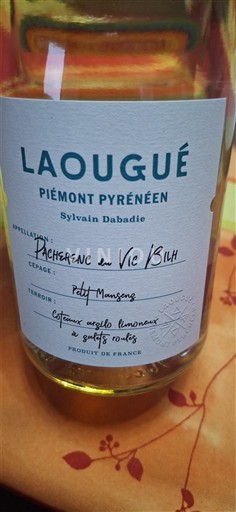 LAOUGUÉ
PIÉMONT PYRÉNÉEN
Sylvain Dabadie
APPELLATION :
PACHERENC du VIC/BILH
CÉPAGE :
Petit Manseng
TERROIR :
Coteaux argilo limoneux
à galets roulés
PRODUIT DE FRANCE